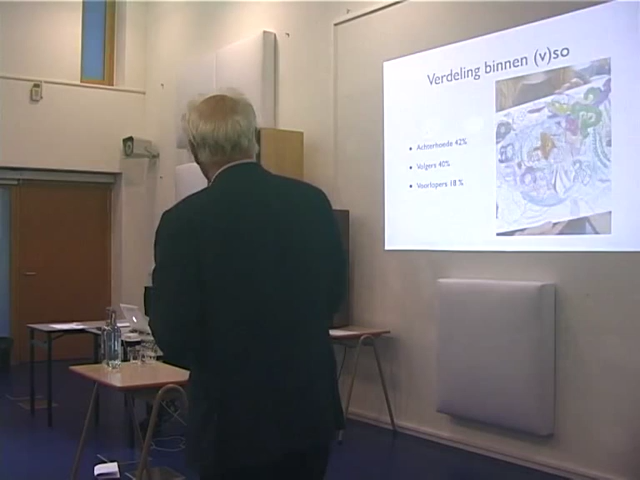 Verdeling binnen (v)so
• Achterhoede 42%
• Volgers 40%
• Voorlopers 18 %